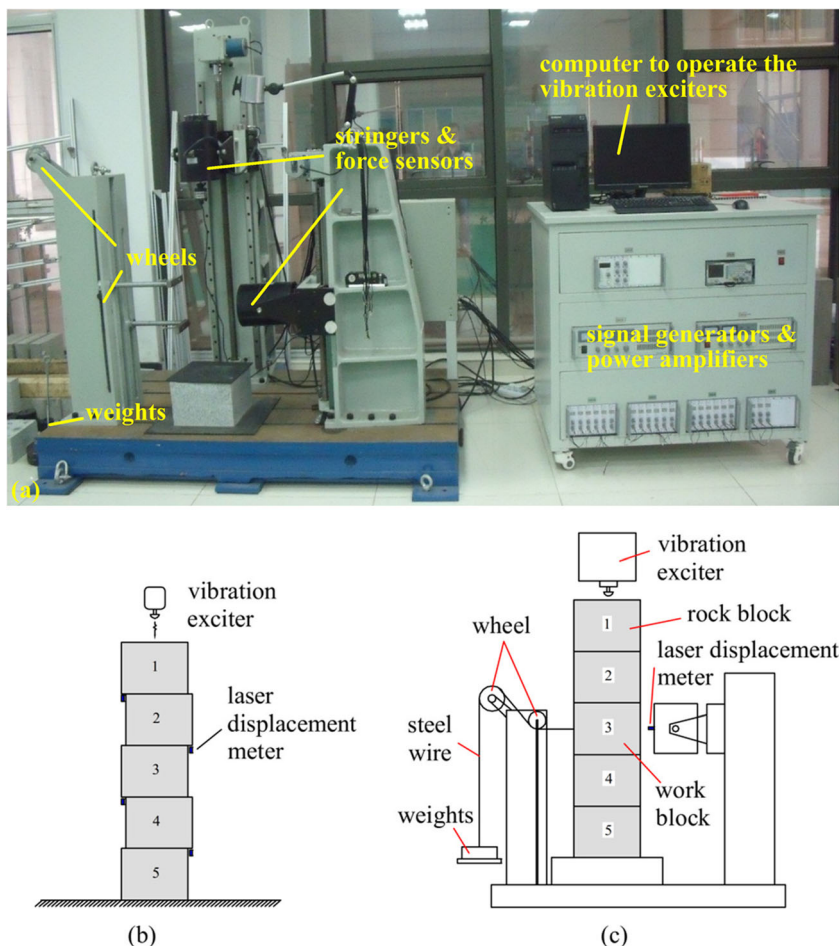 computer to operate the
vibration exciters
stringers &
force sensors
wheels
signal generators &
power amplifiers
weights
(a)
vibration
exciter
1
2
3
4
5
laser
displacement
meter
(b)
vibration
exciter
rock block
wheel
laser displacement
meter
steel
wire
weights
work
block
1
2
3
4
5
(c)